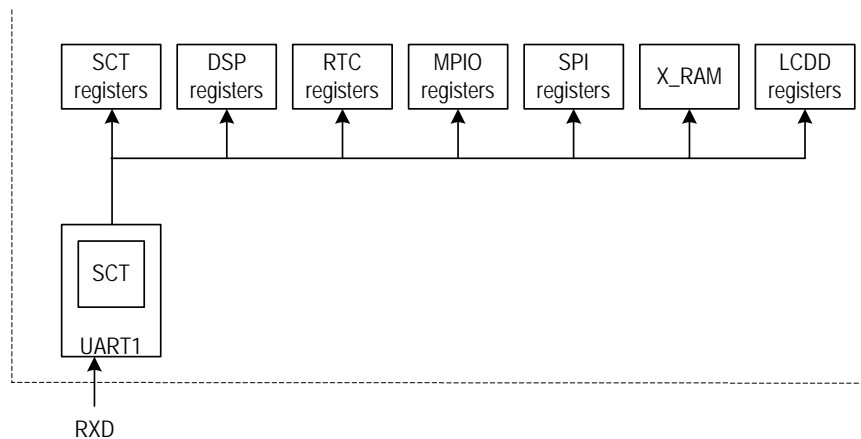 SCT
registers
DSP
registers
RTC
registers
MPIO
registers
SPI
registers
X_RAM
LCDD
registers
SCT
UART1
RXD